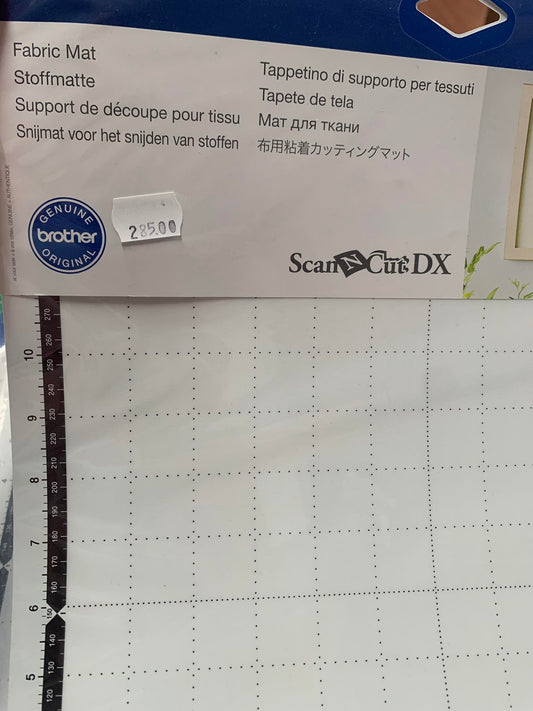 Fabric Mat
Stoffmatte
Support de découpe pour tissu
Snijmat voor het snijden van stoffen
Tappetino di supporto per tessuti
Tapete de tela
Мат для ткани
布用粘着カッティングマット
GENUINE
brother
ORIGINAL
285.00
ScanNCut DX
270
10
260
250
240
9
230
220
210
8
200
190
180
7
170
160
6
150
140
130
5
120